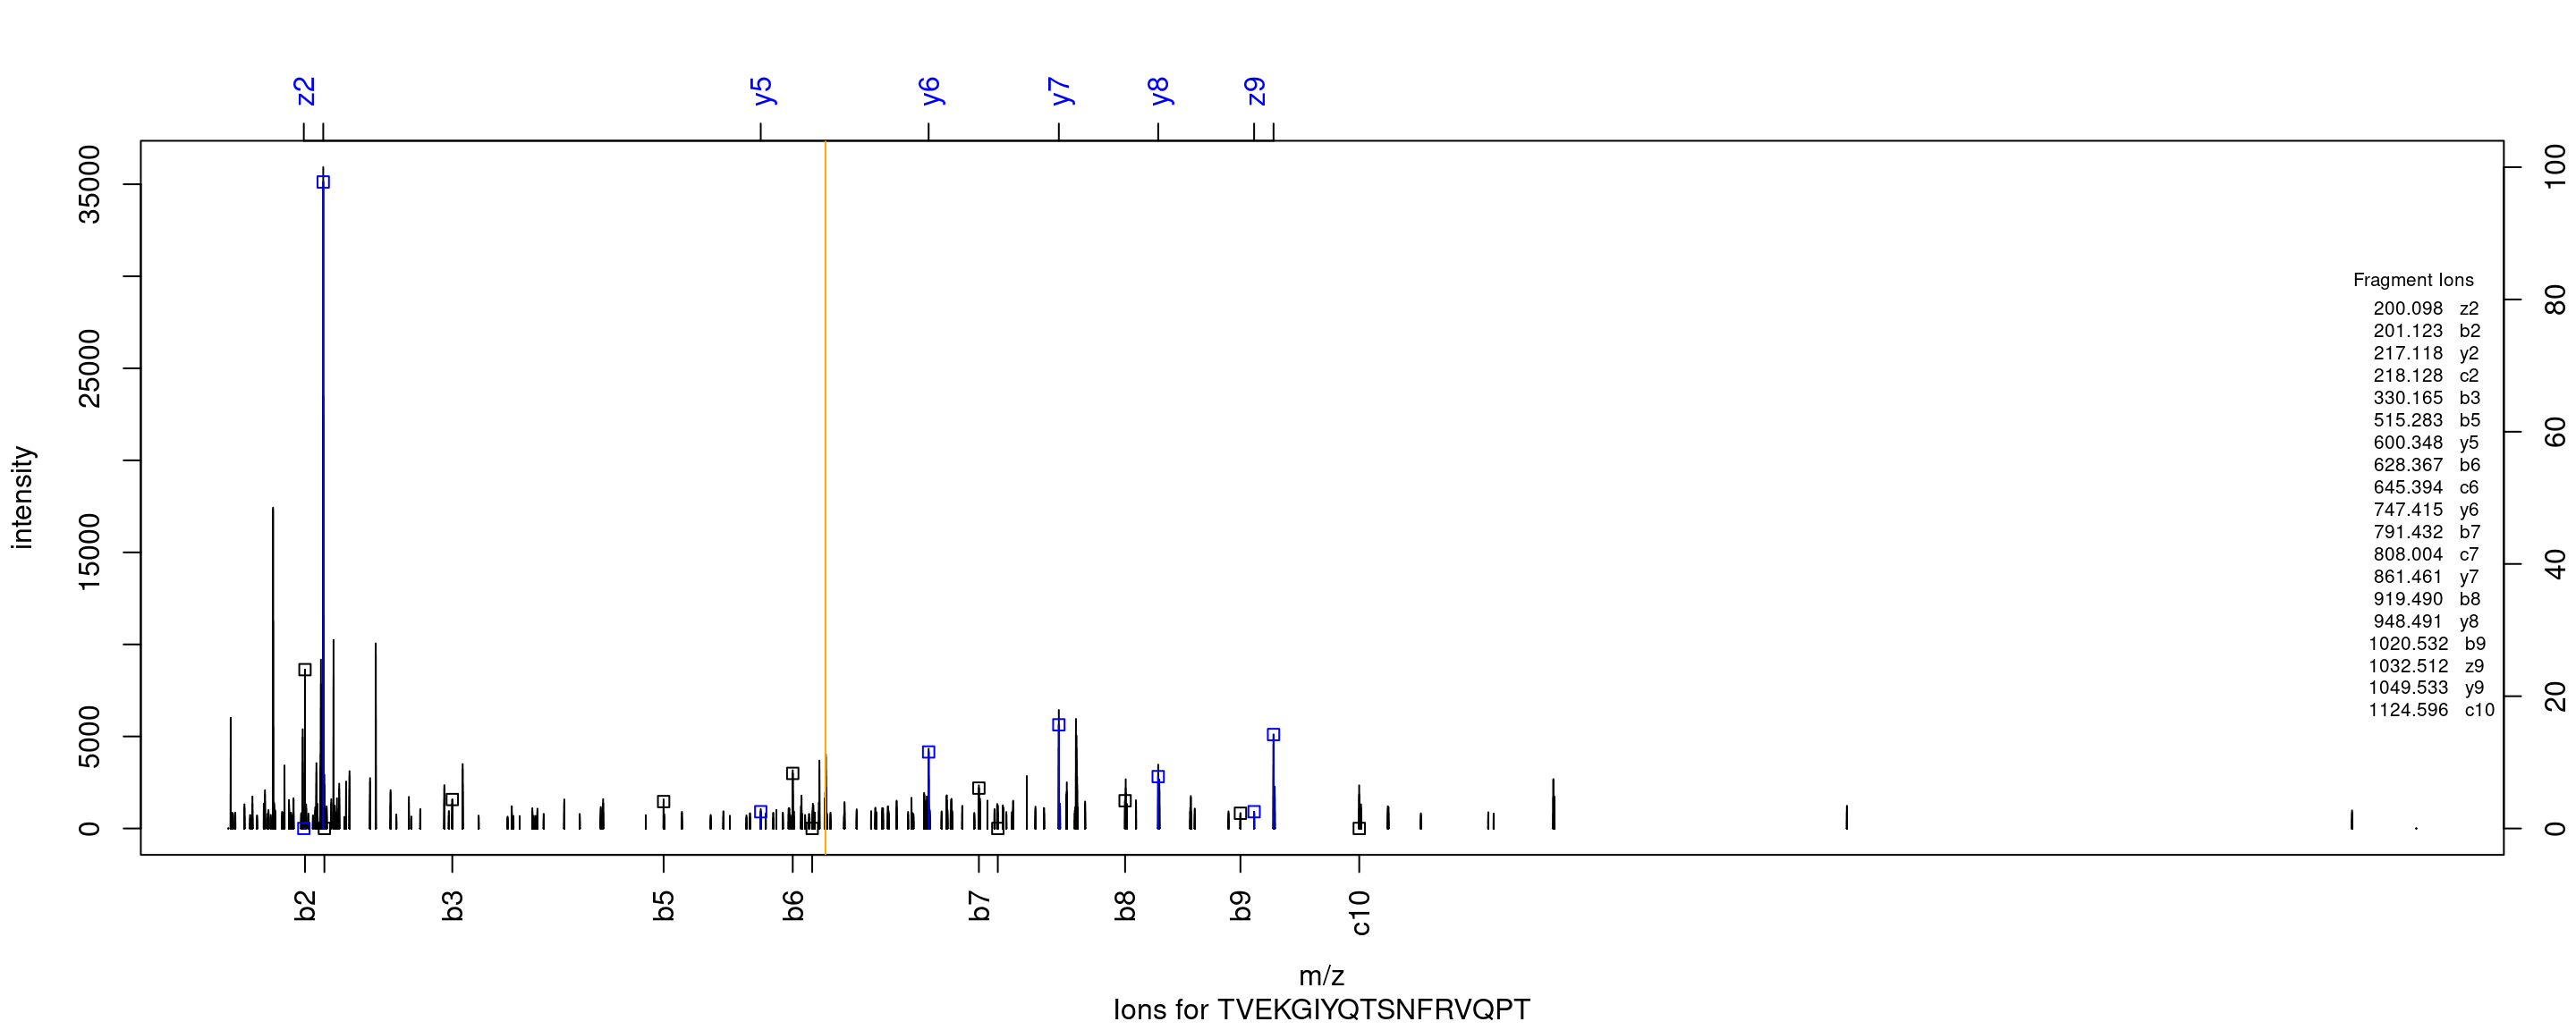 z2 y5 y6 y7 y8 z9
35000 25000 15000 5000 0
intensity
100 80 60 40 20 0
Fragment Ions
200.098 z2
201.123 b2
217.118 y2
218.128 c2
330.165 b3
515.283 b5
600.348 y5
628.367 b6
645.394 c6
747.415 y6
791.432 b7
808.004 c7
861.461 y7
919.490 b8
948.491 y8
1020.532 b9
1032.512 z9
1049.533 y9
1124.596 c10
b2 b3 b5 b6 b7 b8 b9 c10
m/z
Ions for TVEKGIYQTSNFRVQPT